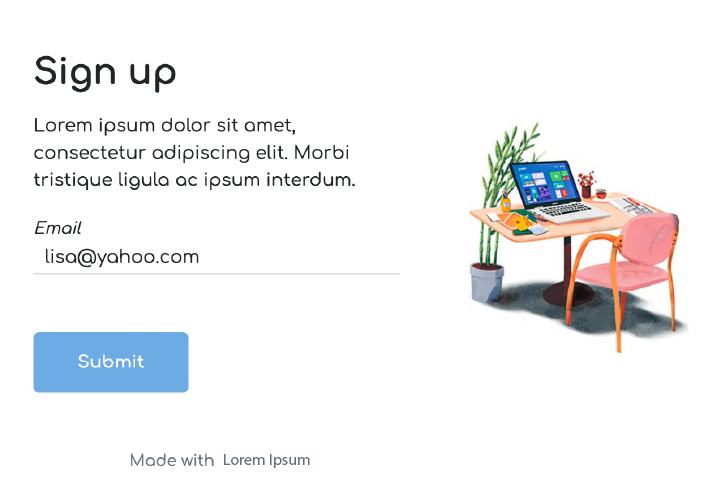 Sign up
Lorem ipsum dolor sit amet,
consectetur adipiscing elit. Morbi
tristique ligula ac ipsum interdum.
Email
lisa@yahoo.com
Submit
Made with Lorem Ipsum